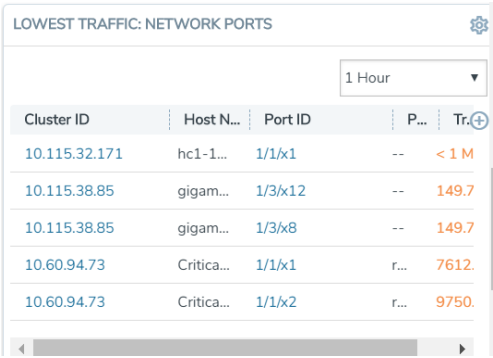 LOWEST TRAFFIC: NETWORK PORTS
1 Hour
Cluster ID Host N... Port ID P... Tr.
10.115.32.171 hc1-1... 1/1/x1 -- < 1 M
10.115.38.85 gigam... 1/3/x12 -- 149.7
10.115.38.85 gigam... 1/3/x8 -- 149.7
10.60.94.73 Critica... 1/1/x1 r... 7612.
10.60.94.73 Critica... 1/1/x2 r... 9750.